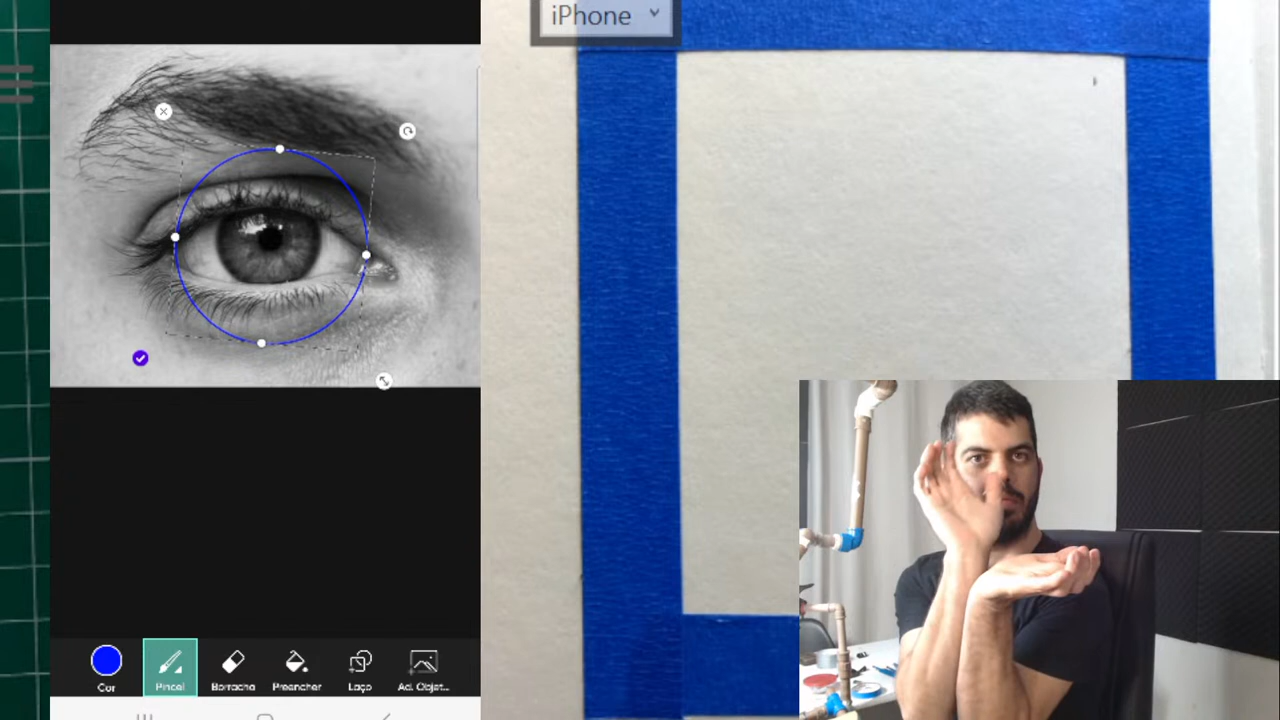 iPhone
Cor
Pincel
Borracha
Preencher
Laço
Ad. Objet...